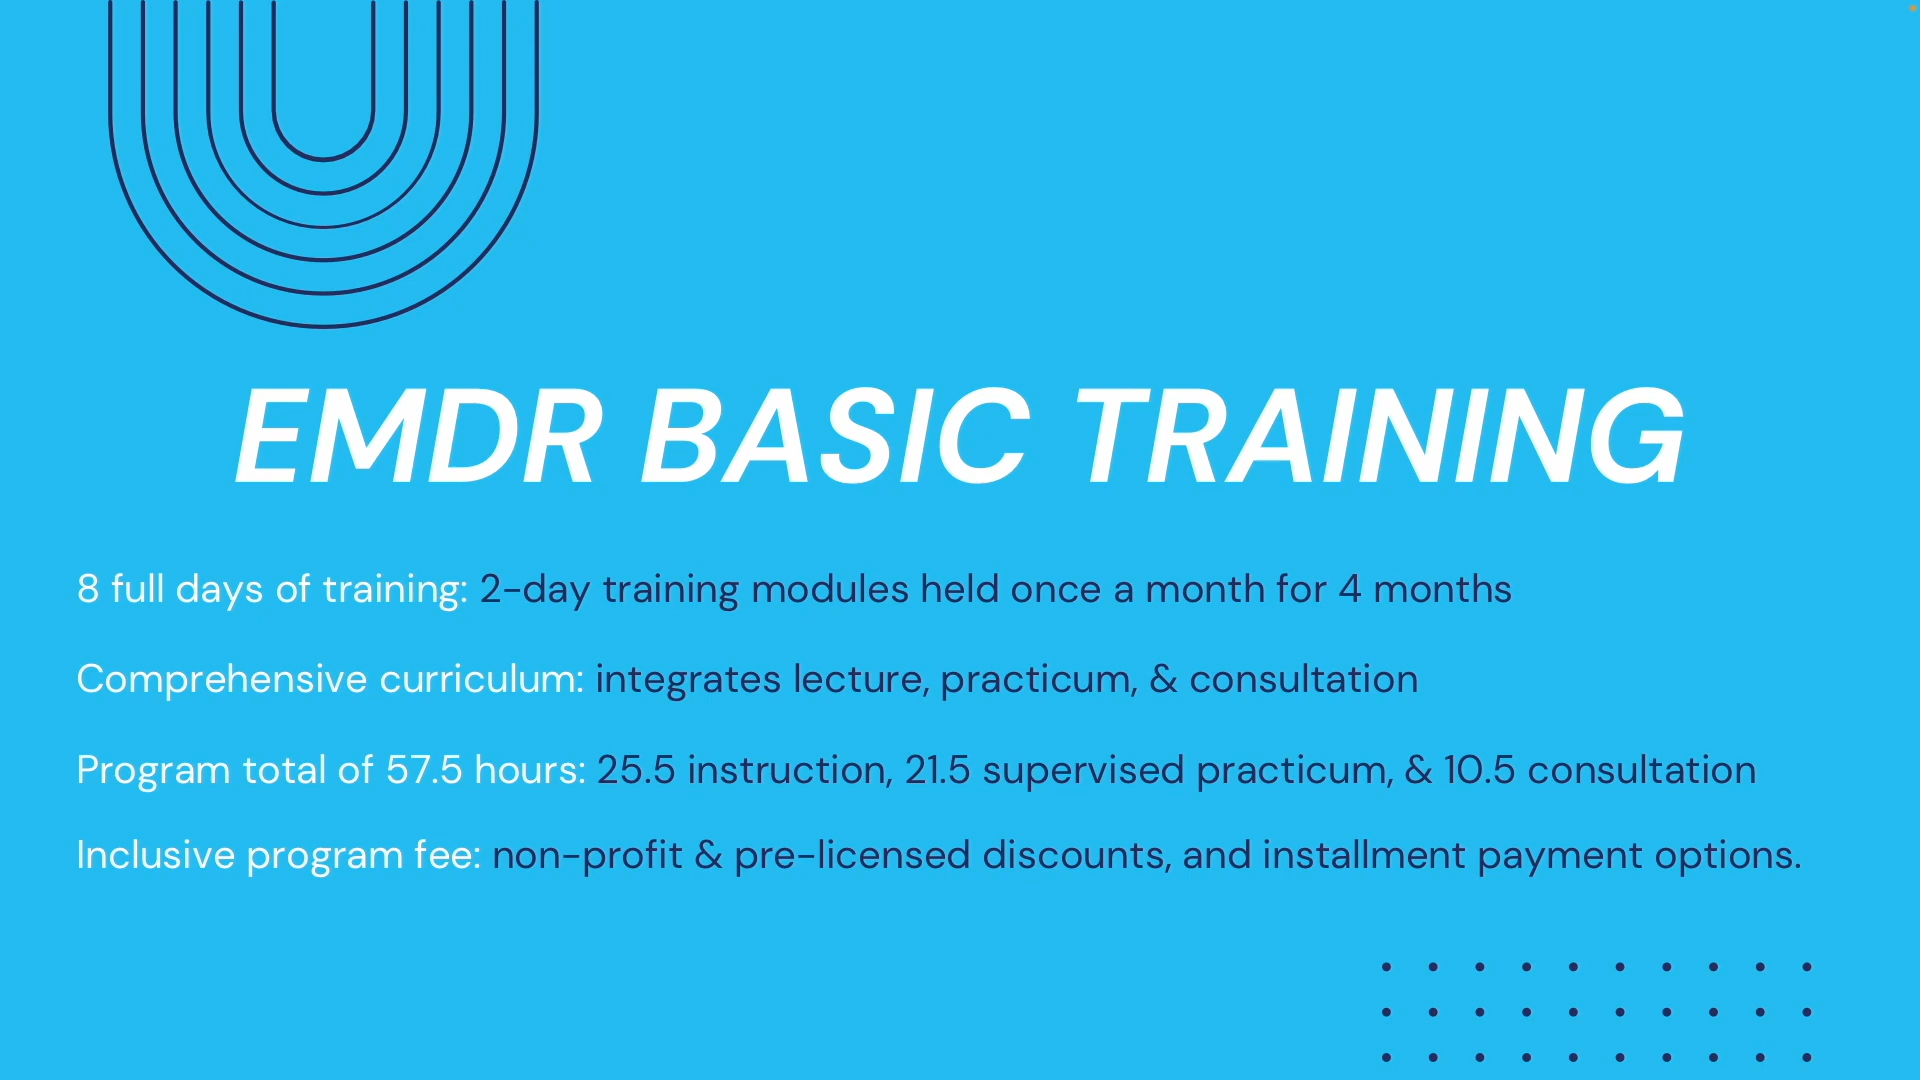 EMDR BASIC TRAINING
8 full days of training: 2-day training modules held once a month for 4 months
Comprehensive curriculum: integrates lecture, practicum, & consultation
Program total of 57.5 hours: 25.5 instruction, 21.5 supervised practicum, & 10.5 consultation
Inclusive program fee: non-profit & pre-licensed discounts, and installment payment options.